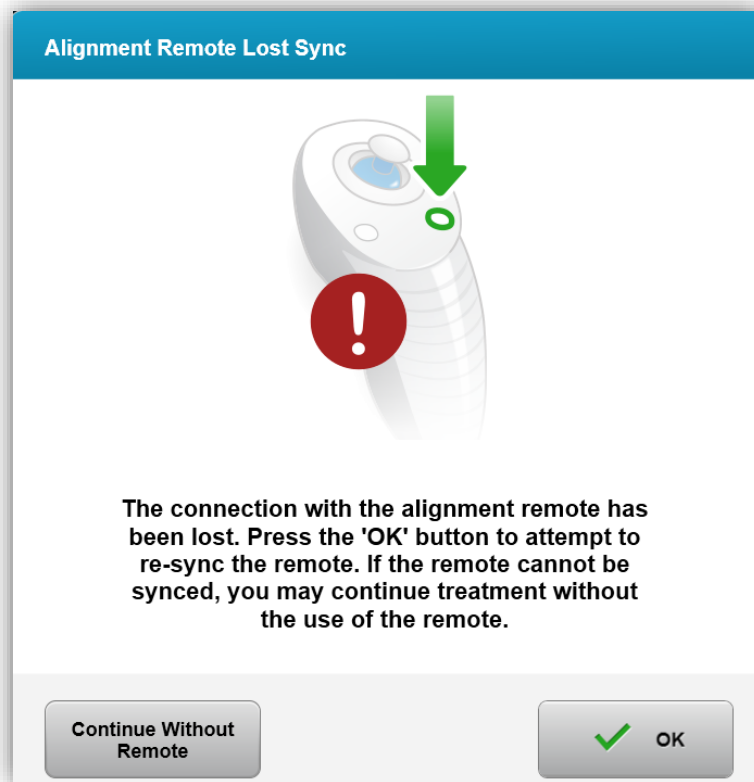 Alignment Remote Lost Sync
The connection with the alignment remote has
been lost. Press the 'OK' button to attempt to
re-sync the remote. If the remote cannot be
synced, you may continue treatment without
the use of the remote.
Continue Without
Remote
OK